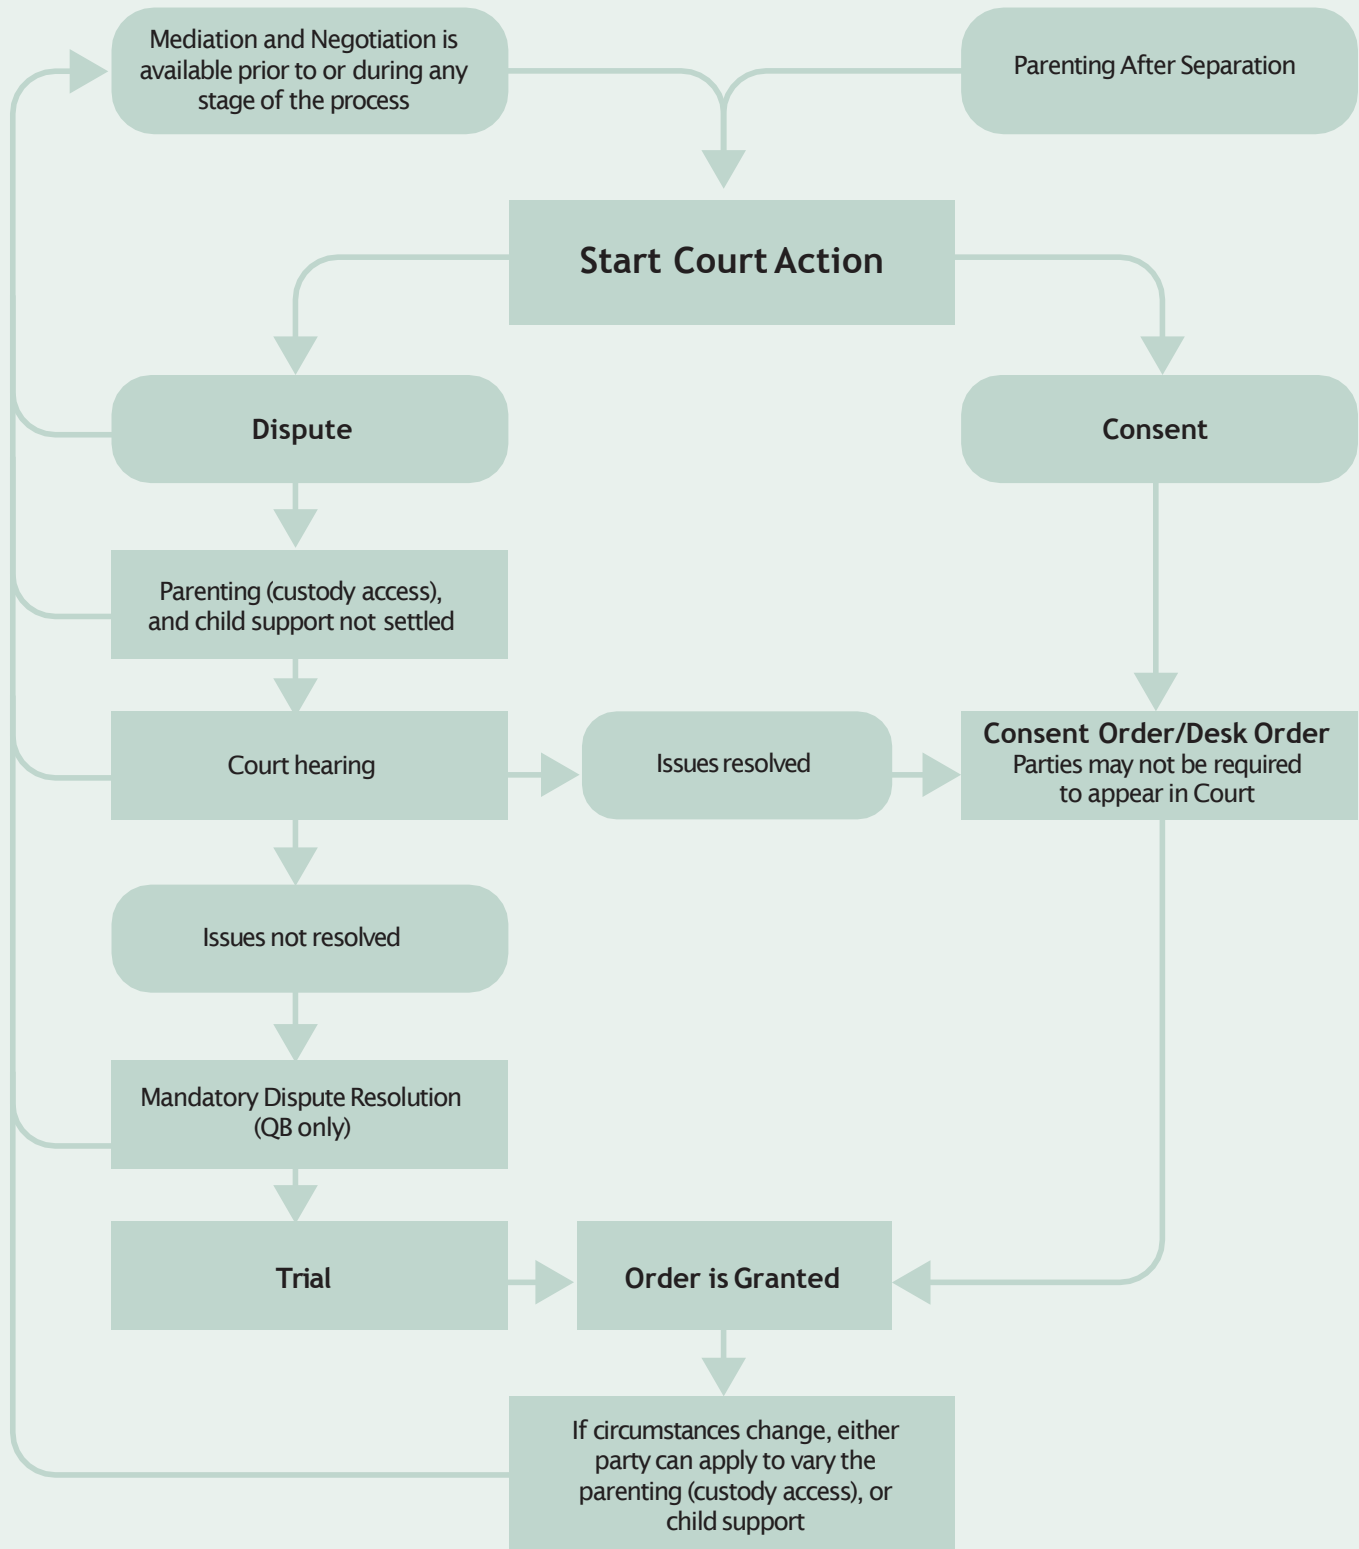 Mediation and Negotiation is
available prior to or during any
stage of the process
Parenting After Separation
Start Court Action
Dispute
Consent
Parenting (custody access),
and child support not settled
Court hearing
Issues resolved
Consent Order/Desk Order
Parties may not be required
to appear in Court
Issues not resolved
Mandatory Dispute Resolution
(QB only)
Trial
Order is Granted
If circumstances change, either
party can apply to vary the
parenting (custody access), or
child support